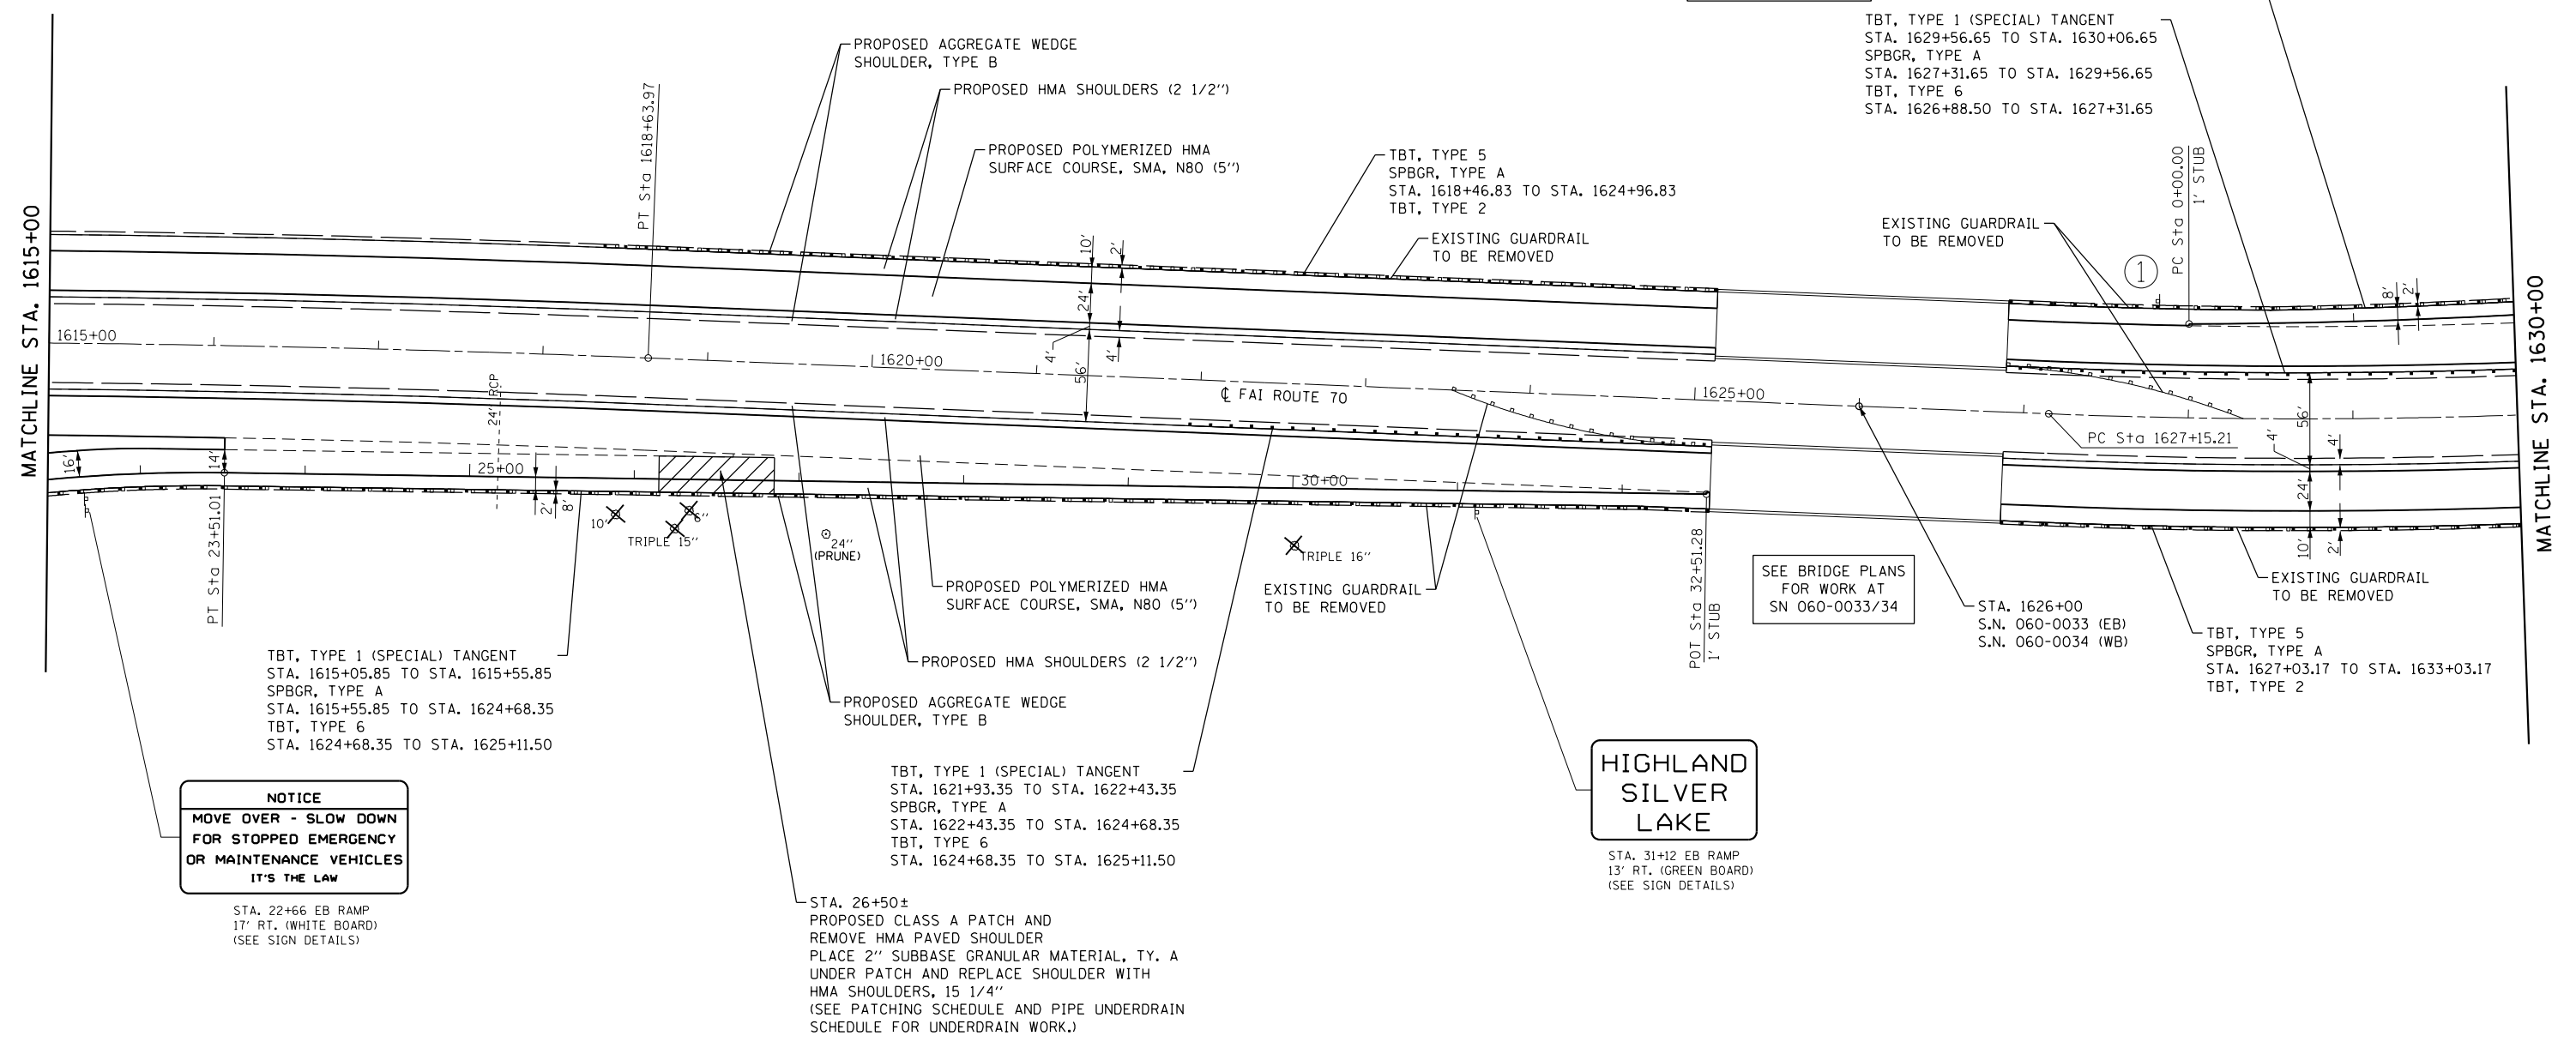 MATCHLINE STA. 1615+00
PROPOSED AGGREGATE WEDGE
SHOULDER, TYPE B
PROPOSED HMA SHOULDERS (2 1/2")
PROPOSED POLYMERIZED HMA
SURFACE COURSE, SMA, N80 (5")
PT Sta 1618+63.97
TBT, TYPE 5
SPBGR, TYPE A
STA. 1618+46.83 TO STA. 1624+96.83
TBT, TYPE 2
EXISTING GUARDRAIL
TO BE REMOVED
TBT, TYPE 1 (SPECIAL) TANGENT
STA. 1629+56.65 TO STA. 1630+06.65
SPBGR, TYPE A
STA. 1627+31.65 TO STA. 1629+56.65
TBT, TYPE 6
STA. 1626+88.50 TO STA. 1627+31.65
EXISTING GUARDRAIL
TO BE REMOVED
1
PC Sta 0+00.00
1' STUB
MATCHLINE STA. 1630+00
10'
2'
24'
4'
4'
56'
8'
2'
1615+00
1620+00
℄ FAI ROUTE 70
1625+00
PC Sta 1627+15.21
56'
4'
4'
24'
10'
2'
24" RCP
16'
14'
25+00
2'
8'
30+00
PT Sta 23+51.01
10"
6"
TRIPLE 15"
24"
(PRUNE)
TRIPLE 16"
POT Sta 32+51.28
1' STUB
PROPOSED POLYMERIZED HMA
SURFACE COURSE, SMA, N80 (5")
EXISTING GUARDRAIL
TO BE REMOVED
SEE BRIDGE PLANS
FOR WORK AT
SN 060-0033/34
STA. 1626+00
S.N. 060-0033 (EB)
S.N. 060-0034 (WB)
EXISTING GUARDRAIL
TO BE REMOVED
TBT, TYPE 5
SPBGR, TYPE A
STA. 1627+03.17 TO STA. 1633+03.17
TBT, TYPE 2
TBT, TYPE 1 (SPECIAL) TANGENT
STA. 1615+05.85 TO STA. 1615+55.85
SPBGR, TYPE A
STA. 1615+55.85 TO STA. 1624+68.35
TBT, TYPE 6
STA. 1624+68.35 TO STA. 1625+11.50
PROPOSED HMA SHOULDERS (2 1/2")
PROPOSED AGGREGATE WEDGE
SHOULDER, TYPE B
TBT, TYPE 1 (SPECIAL) TANGENT
STA. 1621+93.35 TO STA. 1622+43.35
SPBGR, TYPE A
STA. 1622+43.35 TO STA. 1624+68.35
TBT, TYPE 6
STA. 1624+68.35 TO STA. 1625+11.50
NOTICE
MOVE OVER - SLOW DOWN
FOR STOPPED EMERGENCY
OR MAINTENANCE VEHICLES
IT'S THE LAW
STA. 22+66 EB RAMP
17' RT. (WHITE BOARD)
(SEE SIGN DETAILS)
HIGHLAND
SILVER
LAKE
STA. 31+12 EB RAMP
13' RT. (GREEN BOARD)
(SEE SIGN DETAILS)
STA. 26+50±
PROPOSED CLASS A PATCH AND
REMOVE HMA PAVED SHOULDER
PLACE 2" SUBBASE GRANULAR MATERIAL, TY. A
UNDER PATCH AND REPLACE SHOULDER WITH
HMA SHOULDERS, 15 1/4"
(SEE PATCHING SCHEDULE AND PIPE UNDERDRAIN
SCHEDULE FOR UNDERDRAIN WORK.)